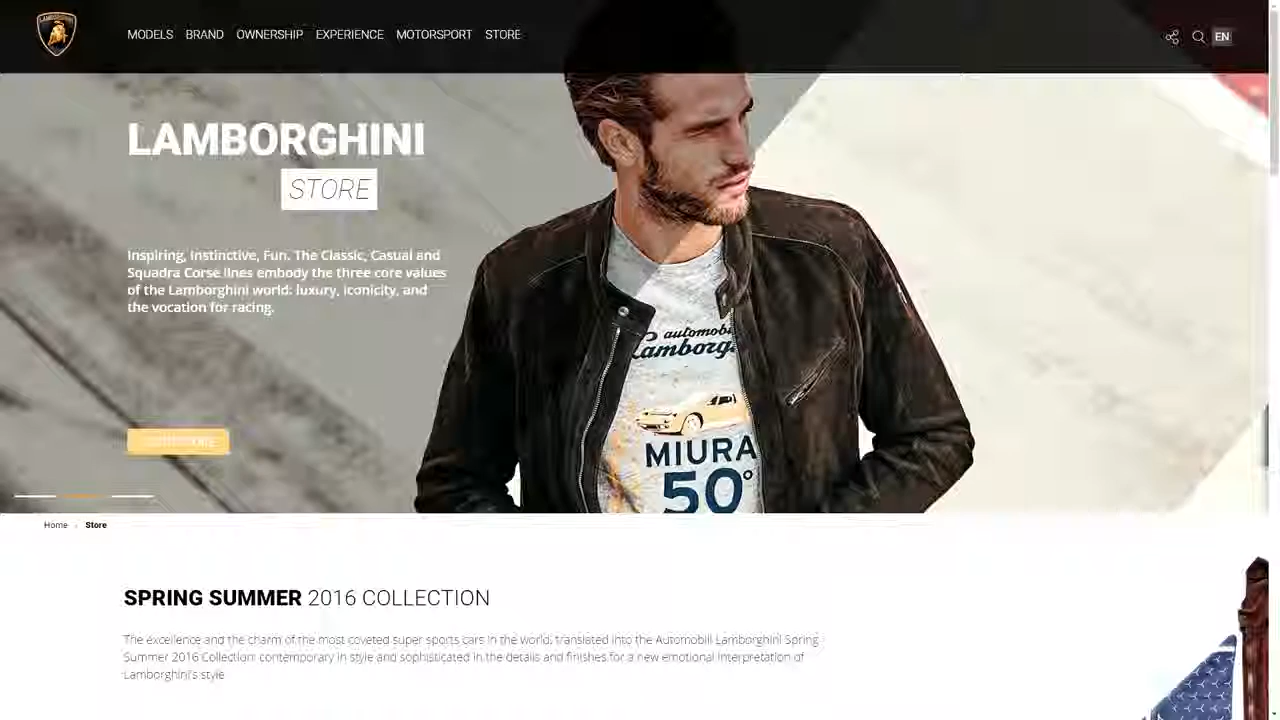 MODELS BRAND OWNERSHIP EXPERIENCE MOTORSPORT STORE
EN
LAMBORGHINI
STORE
Inspiring, Instinctive, Fun. The Classic, Casual and
Squadra Corse lines embody the three core values
of the Lamborghini world: luxury, iconicity, and
the vocation for racing.
automobi
Lamborg
MIURA
50°
Home › Store
SPRING SUMMER 2016 COLLECTION
The excellence and the charm of the most coveted super sports cars in the world, translated into the Automobili Lamborghini Spring
Summer 2016 Collection: contemporary in style and sophisticated in the details and finishes for a new emotional interpretation of
Lamborghini's style